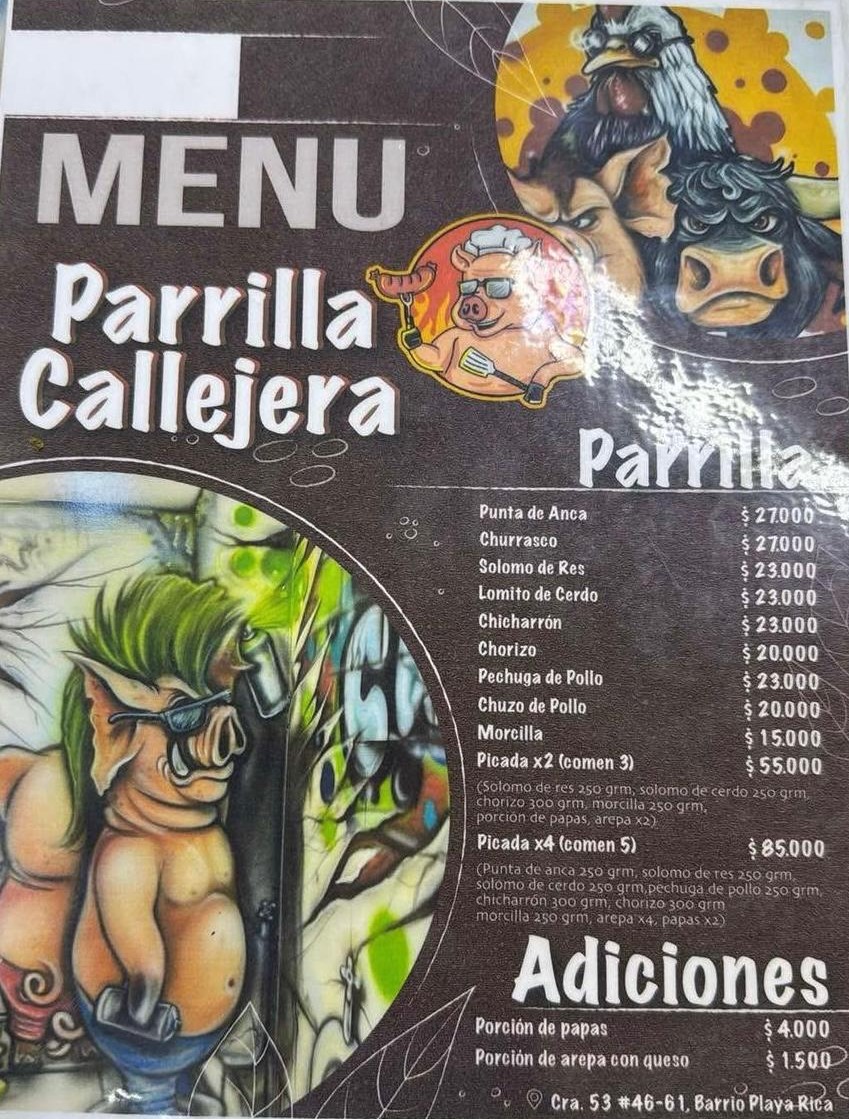 MENU
Parrilla
Callejera
Parrilla
Punta de Anca $ 27.000
Churrasco $ 27.000
Solomo de Res $ 23.000
Lomito de Cerdo $ 23.000
Chicharrón $ 23.000
Chorizo $ 20.000
Pechuga de Pollo $ 23.000
Chuzo de Pollo $ 20.000
Morcilla $ 15.000
Picada x2 (comen 3) $ 55.000
(Solomo de res 250 grm, solomo de cerdo 250 grm,
chorizo 300 grm, morcilla 250 grm,
porción de papas, arepa x2)
Picada x4 (comen 5) $ 85.000
(Punta de anca 250 grm, solomo de res 250 grm,
solomo de cerdo 250 grm,pechuga de pollo 250 grm,
chicharrón 300 grm, chorizo 300 grm
morcilla 250 grm, arepa x4, papas x2)
Adiciones
Porción de papas $ 4.000
Porción de arepa con queso $ 1.500
Cra. 53 #46-61, Barrio Playa Rica